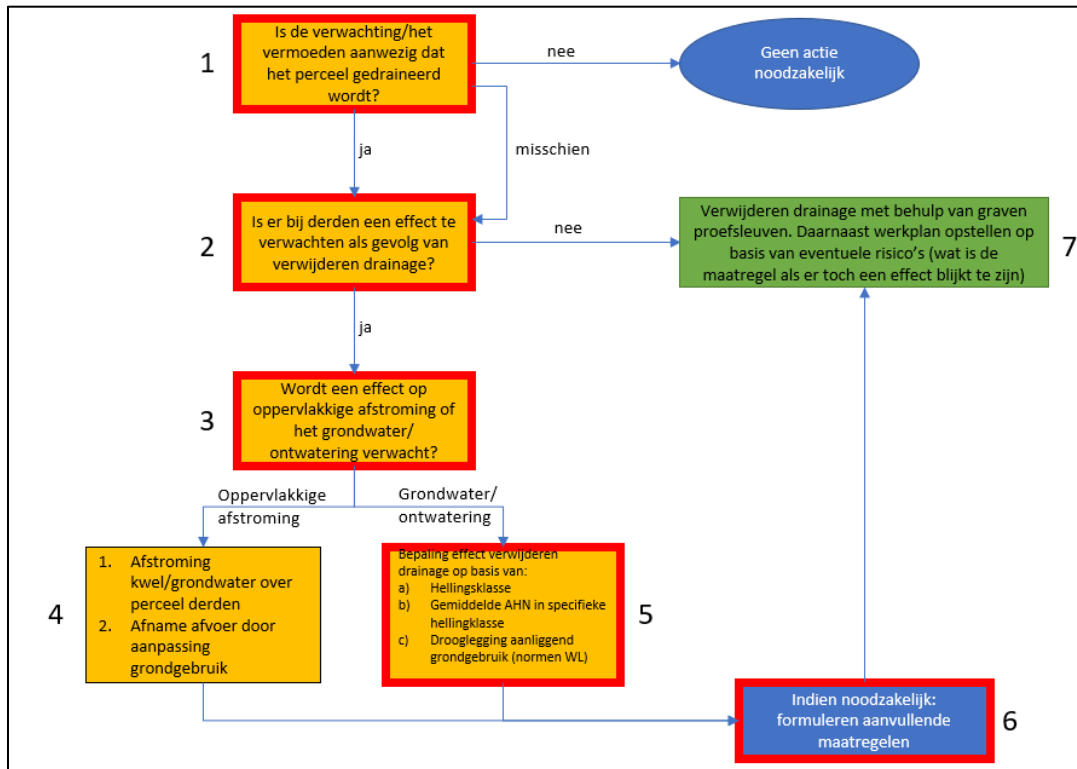 1
Is de verwachting/het
vermoeden aanwezig dat
het perceel gedraineerd
wordt?
nee
Geen actie
noodzakelijk
ja
misschien
2
Is er bij derden een effect te
verwachten als gevolg van
verwijderen drainage?
nee
Verwijderen drainage met behulp van graven
proefsleuven. Daarnaast werkplan opstellen op
basis van eventuele risico's (wat is de
maatregel als er toch een effect blijkt te zijn)
7
ja
3
Wordt een effect op
oppervlakkige afstroming of
het grondwater/
ontwatering verwacht?
Oppervlakkige
afstroming
Grondwater/
ontwatering
4
1. Afstroming
kwel/grondwater over
perceel derden
2. Afname afvoer door
aanpassing
grondgebruik
Bepaling effect verwijderen
drainage op basis van:
a) Hellingsklasse
b) Gemiddelde AHN in specifieke
hellingklasse
c) Drooglegging aanliggend
grondgebruik (normen WL)
5
Indien noodzakelijk:
formuleren aanvullende
maatregelen
6